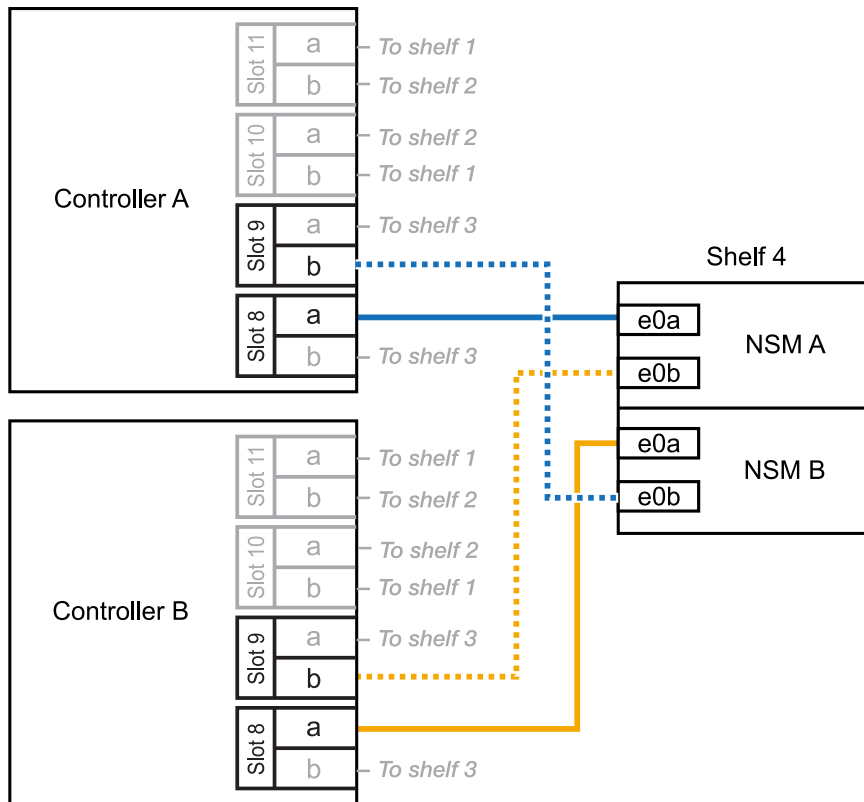 Slot 11
a
To shelf 1
b
To shelf 2
Slot 10
a
To shelf 2
b
To shelf 1
Controller A
Slot 9
a
To shelf 3
b
Slot 8
a
b
To shelf 3
Shelf 4
e0a
NSM A
e0b
e0a
NSM B
e0b
Slot 11
a
To shelf 1
b
To shelf 2
Slot 10
a
To shelf 2
b
To shelf 1
Controller B
Slot 9
a
To shelf 3
b
Slot 8
a
b
To shelf 3